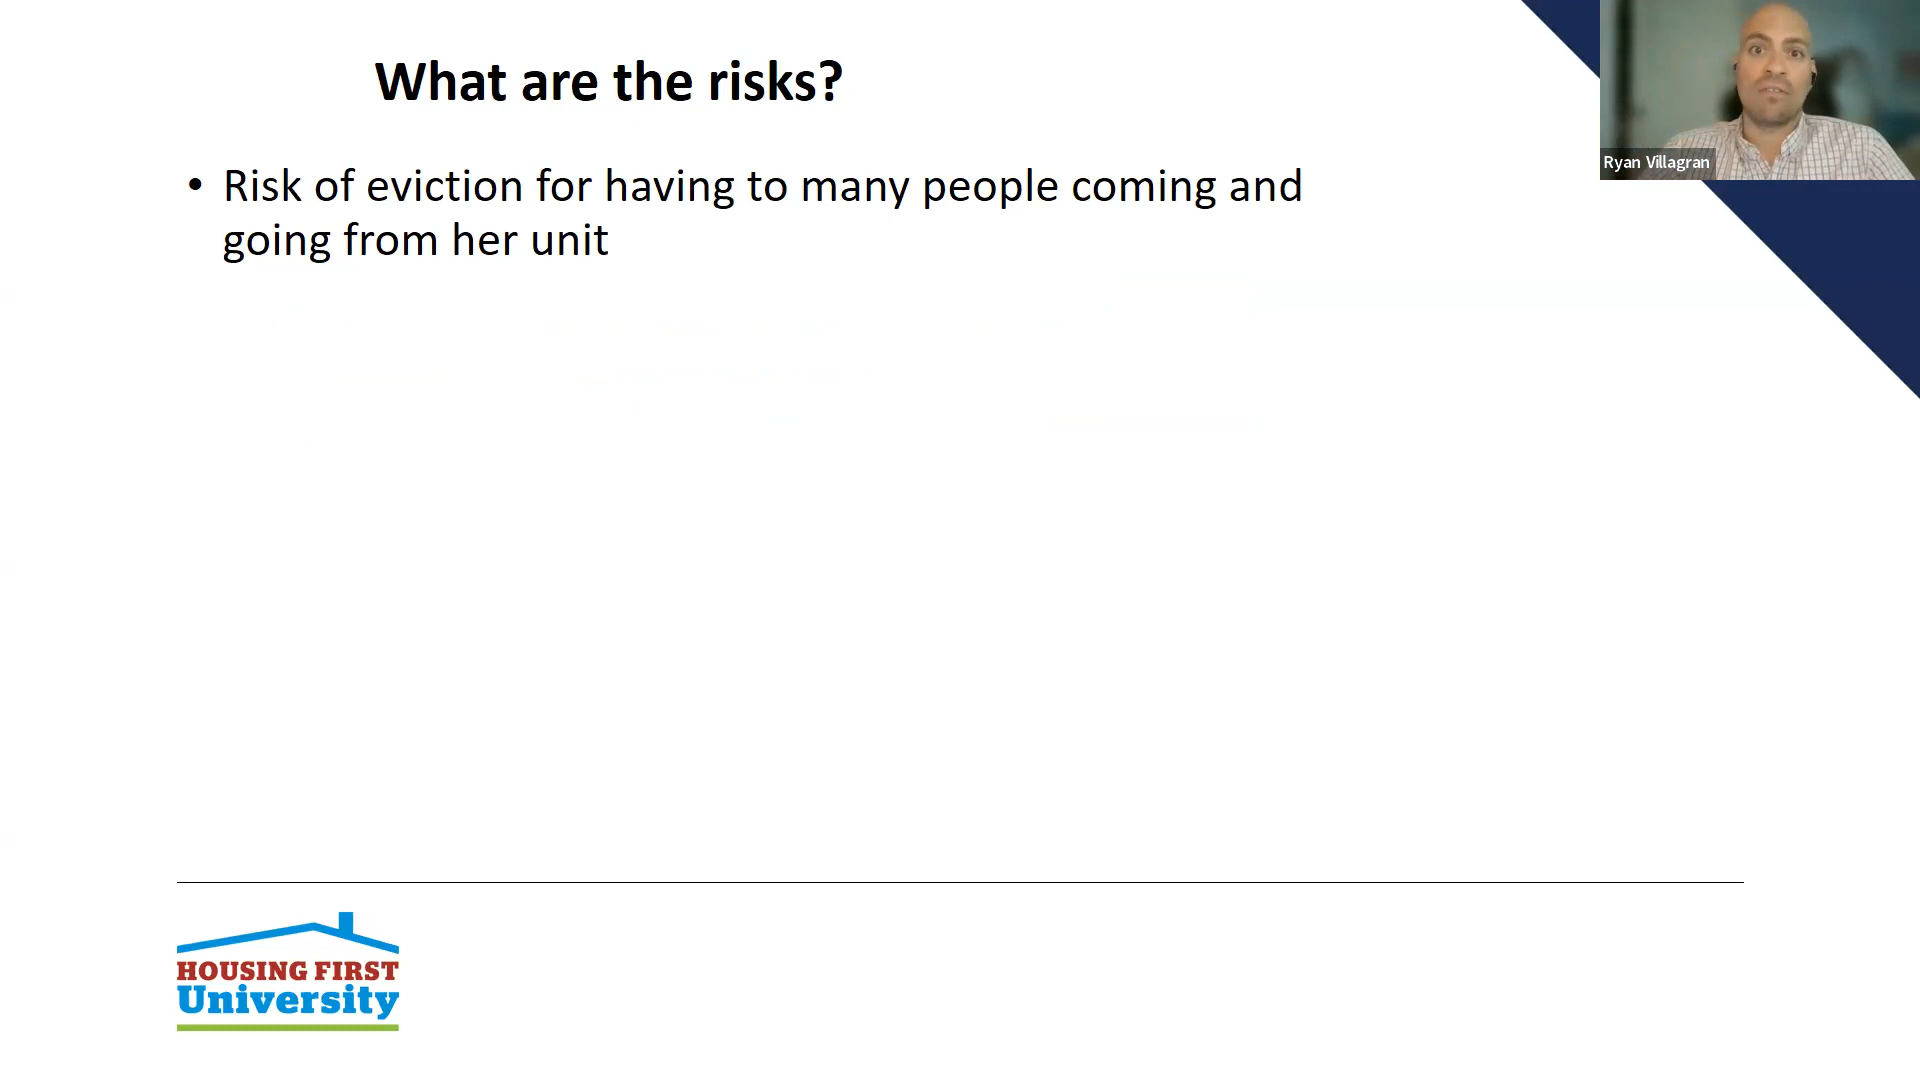 What are the risks?
Ryan Villagran
• Risk of eviction for having to many people coming and
going from her unit
HOUSING FIRST
University